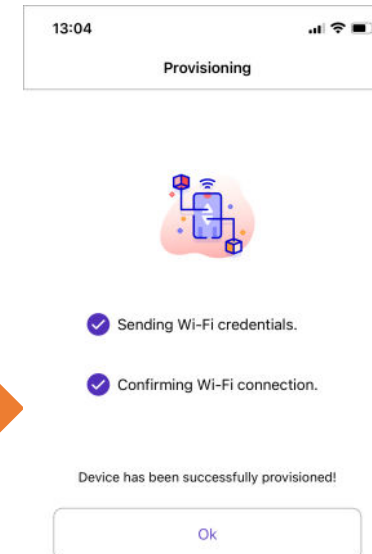 13:04
Provisioning
Sending Wi-Fi credentials.
Confirming Wi-Fi connection.
Device has been successfully provisioned!
Ok